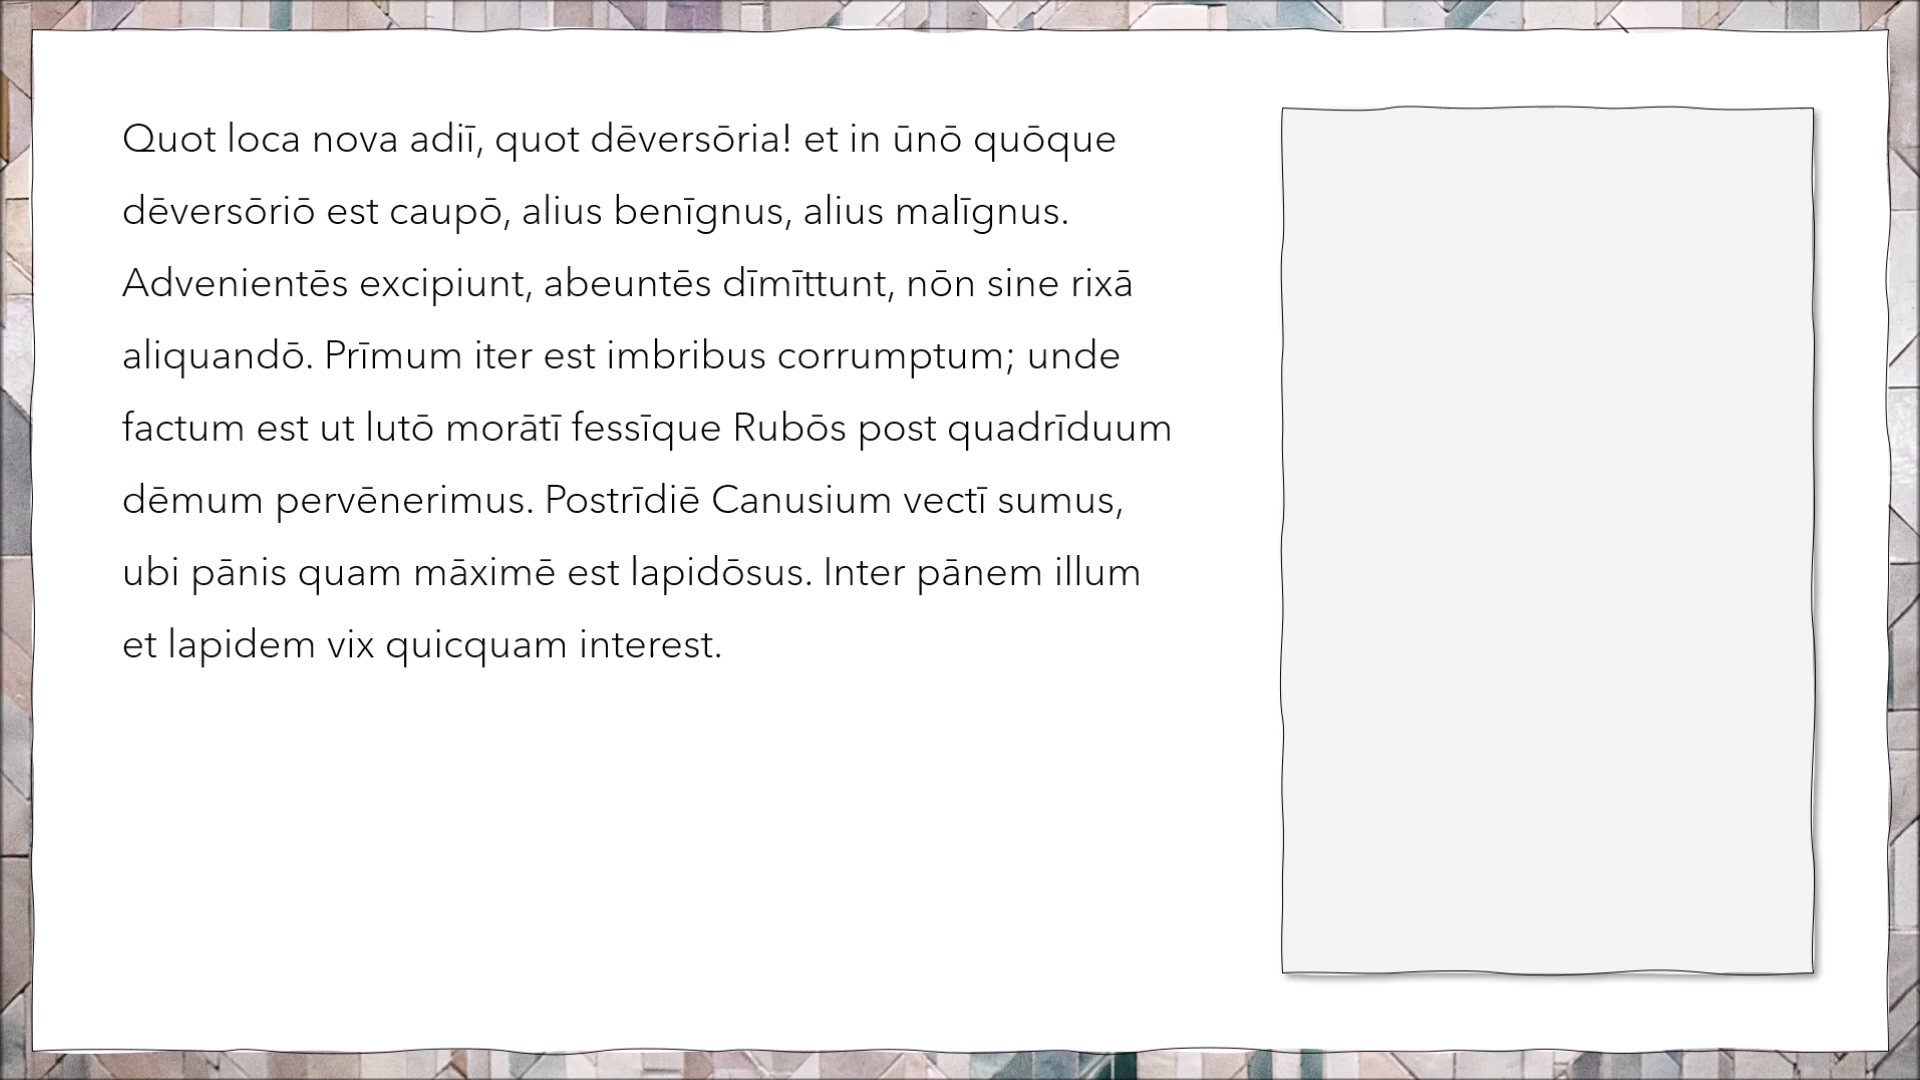 Quot loca nova adiī, quot dēversōria! et in ūnō quōque
dēversōriō est caupō, alius benīgnus, alius malīgnus.
Advenientēs excipiunt, abeuntēs dīmīttunt, nōn sine rixā
aliquandō. Prīmum iter est imbribus corrumptum; unde
factum est ut lutō morātī fessīque Rubōs post quadrīduum
dēmum pervēnerimus. Postrīdiē Canusium vectī sumus,
ubi pānis quam māximē est lapidōsus. Inter pānem illum
et lapidem vix quicquam interest.